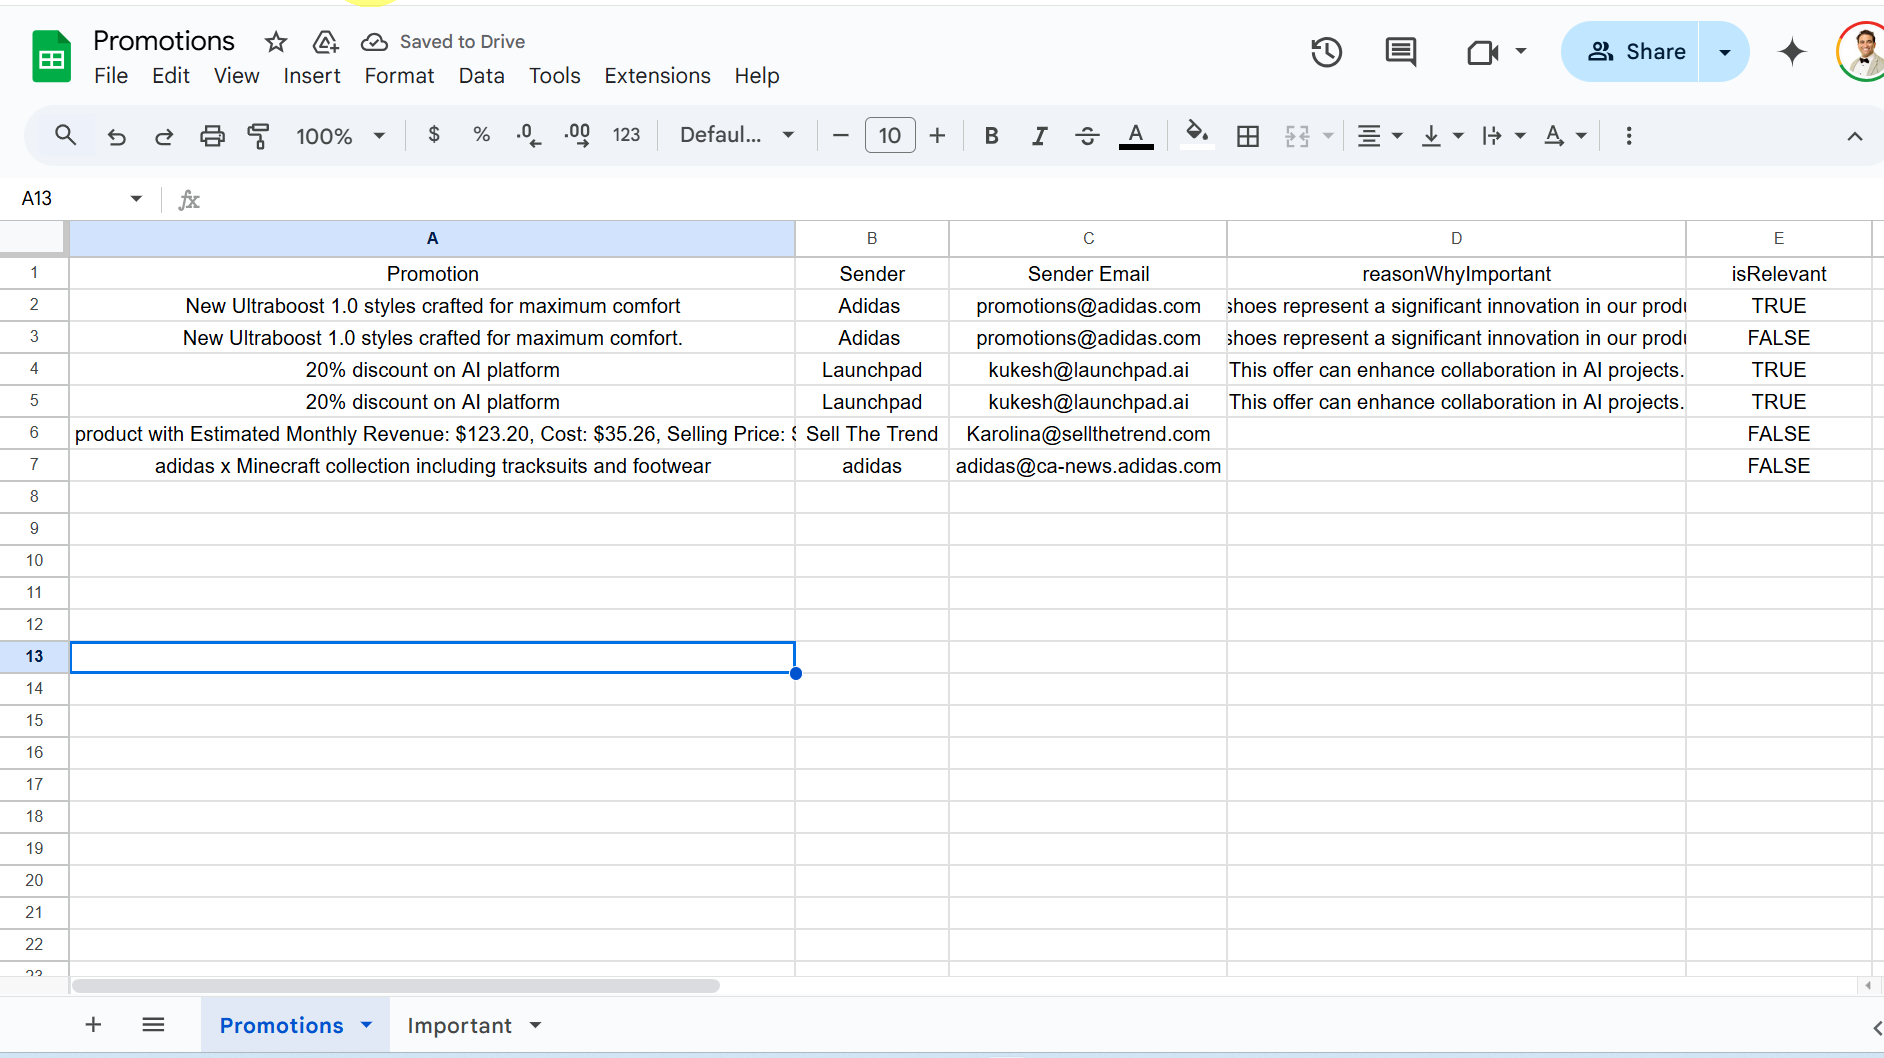 Promotions Saved to Drive
File Edit View Insert Format Data Tools Extensions Help
Share
100% $ % .0 .00 123 Defaul... 10 B I A A
A13 fx
A B C D E
1 Promotion Sender Sender Email reasonWhyImportant isRelevant
2 New Ultraboost 1.0 styles crafted for maximum comfort Adidas promotions@adidas.com shoes represent a significant innovation in our produ TRUE
3 New Ultraboost 1.0 styles crafted for maximum comfort. Adidas promotions@adidas.com shoes represent a significant innovation in our produ FALSE
4 20% discount on AI platform Launchpad kukesh@launchpad.ai This offer can enhance collaboration in AI projects. TRUE
5 20% discount on AI platform Launchpad kukesh@launchpad.ai This offer can enhance collaboration in AI projects. TRUE
6 product with Estimated Monthly Revenue: $123.20, Cost: $35.26, Selling Price: $ Sell The Trend Karolina@sellthetrend.com FALSE
7 adidas x Minecraft collection including tracksuits and footwear adidas adidas@ca-news.adidas.com FALSE
8
9
10
11
12
13
14
15
16
17
18
19
20
21
22
23
Promotions Important